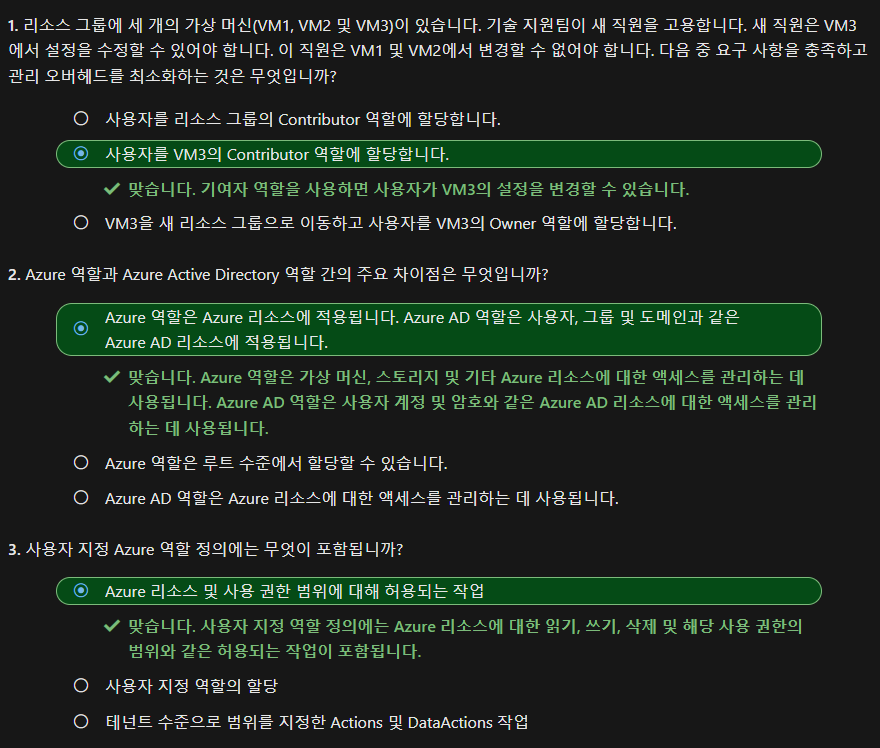 1. 리소스 그룹에 세 개의 가상 머신(VM1, VM2 및 VM3)이 있습니다. 기술 지원팀이 새 직원을 고용합니다. 새 직원은 VM3
에서 설정을 수정할 수 있어야 합니다. 이 직원은 VM1 및 VM2에서 변경할 수 없어야 합니다. 다음 중 요구 사항을 충족하고
관리 오버헤드를 최소화하는 것은 무엇입니까?
사용자를 리소스 그룹의 Contributor 역할에 할당합니다.
사용자를 VM3의 Contributor 역할에 할당합니다.
맞습니다. 기여자 역할을 사용하면 사용자가 VM3의 설정을 변경할 수 있습니다.
VM3을 새 리소스 그룹으로 이동하고 사용자를 VM3의 Owner 역할에 할당합니다.
2. Azure 역할과 Azure Active Directory 역할 간의 주요 차이점은 무엇입니까?
Azure 역할은 Azure 리소스에 적용됩니다. Azure AD 역할은 사용자, 그룹 및 도메인과 같은
Azure AD 리소스에 적용됩니다.
맞습니다. Azure 역할은 가상 머신, 스토리지 및 기타 Azure 리소스에 대한 액세스를 관리하는 데
사용됩니다. Azure AD 역할은 사용자 계정 및 암호와 같은 Azure AD 리소스에 대한 액세스를 관리
하는 데 사용됩니다.
Azure 역할은 루트 수준에서 할당할 수 있습니다.
Azure AD 역할은 Azure 리소스에 대한 액세스를 관리하는 데 사용됩니다.
3. 사용자 지정 Azure 역할 정의에는 무엇이 포함됩니까?
Azure 리소스 및 사용 권한 범위에 대해 허용되는 작업
맞습니다. 사용자 지정 역할 정의에는 Azure 리소스에 대한 읽기, 쓰기, 삭제 및 해당 사용 권한의
범위와 같은 허용되는 작업이 포함됩니다.
사용자 지정 역할의 할당
테넌트 수준으로 범위를 지정한 Actions 및 DataActions 작업